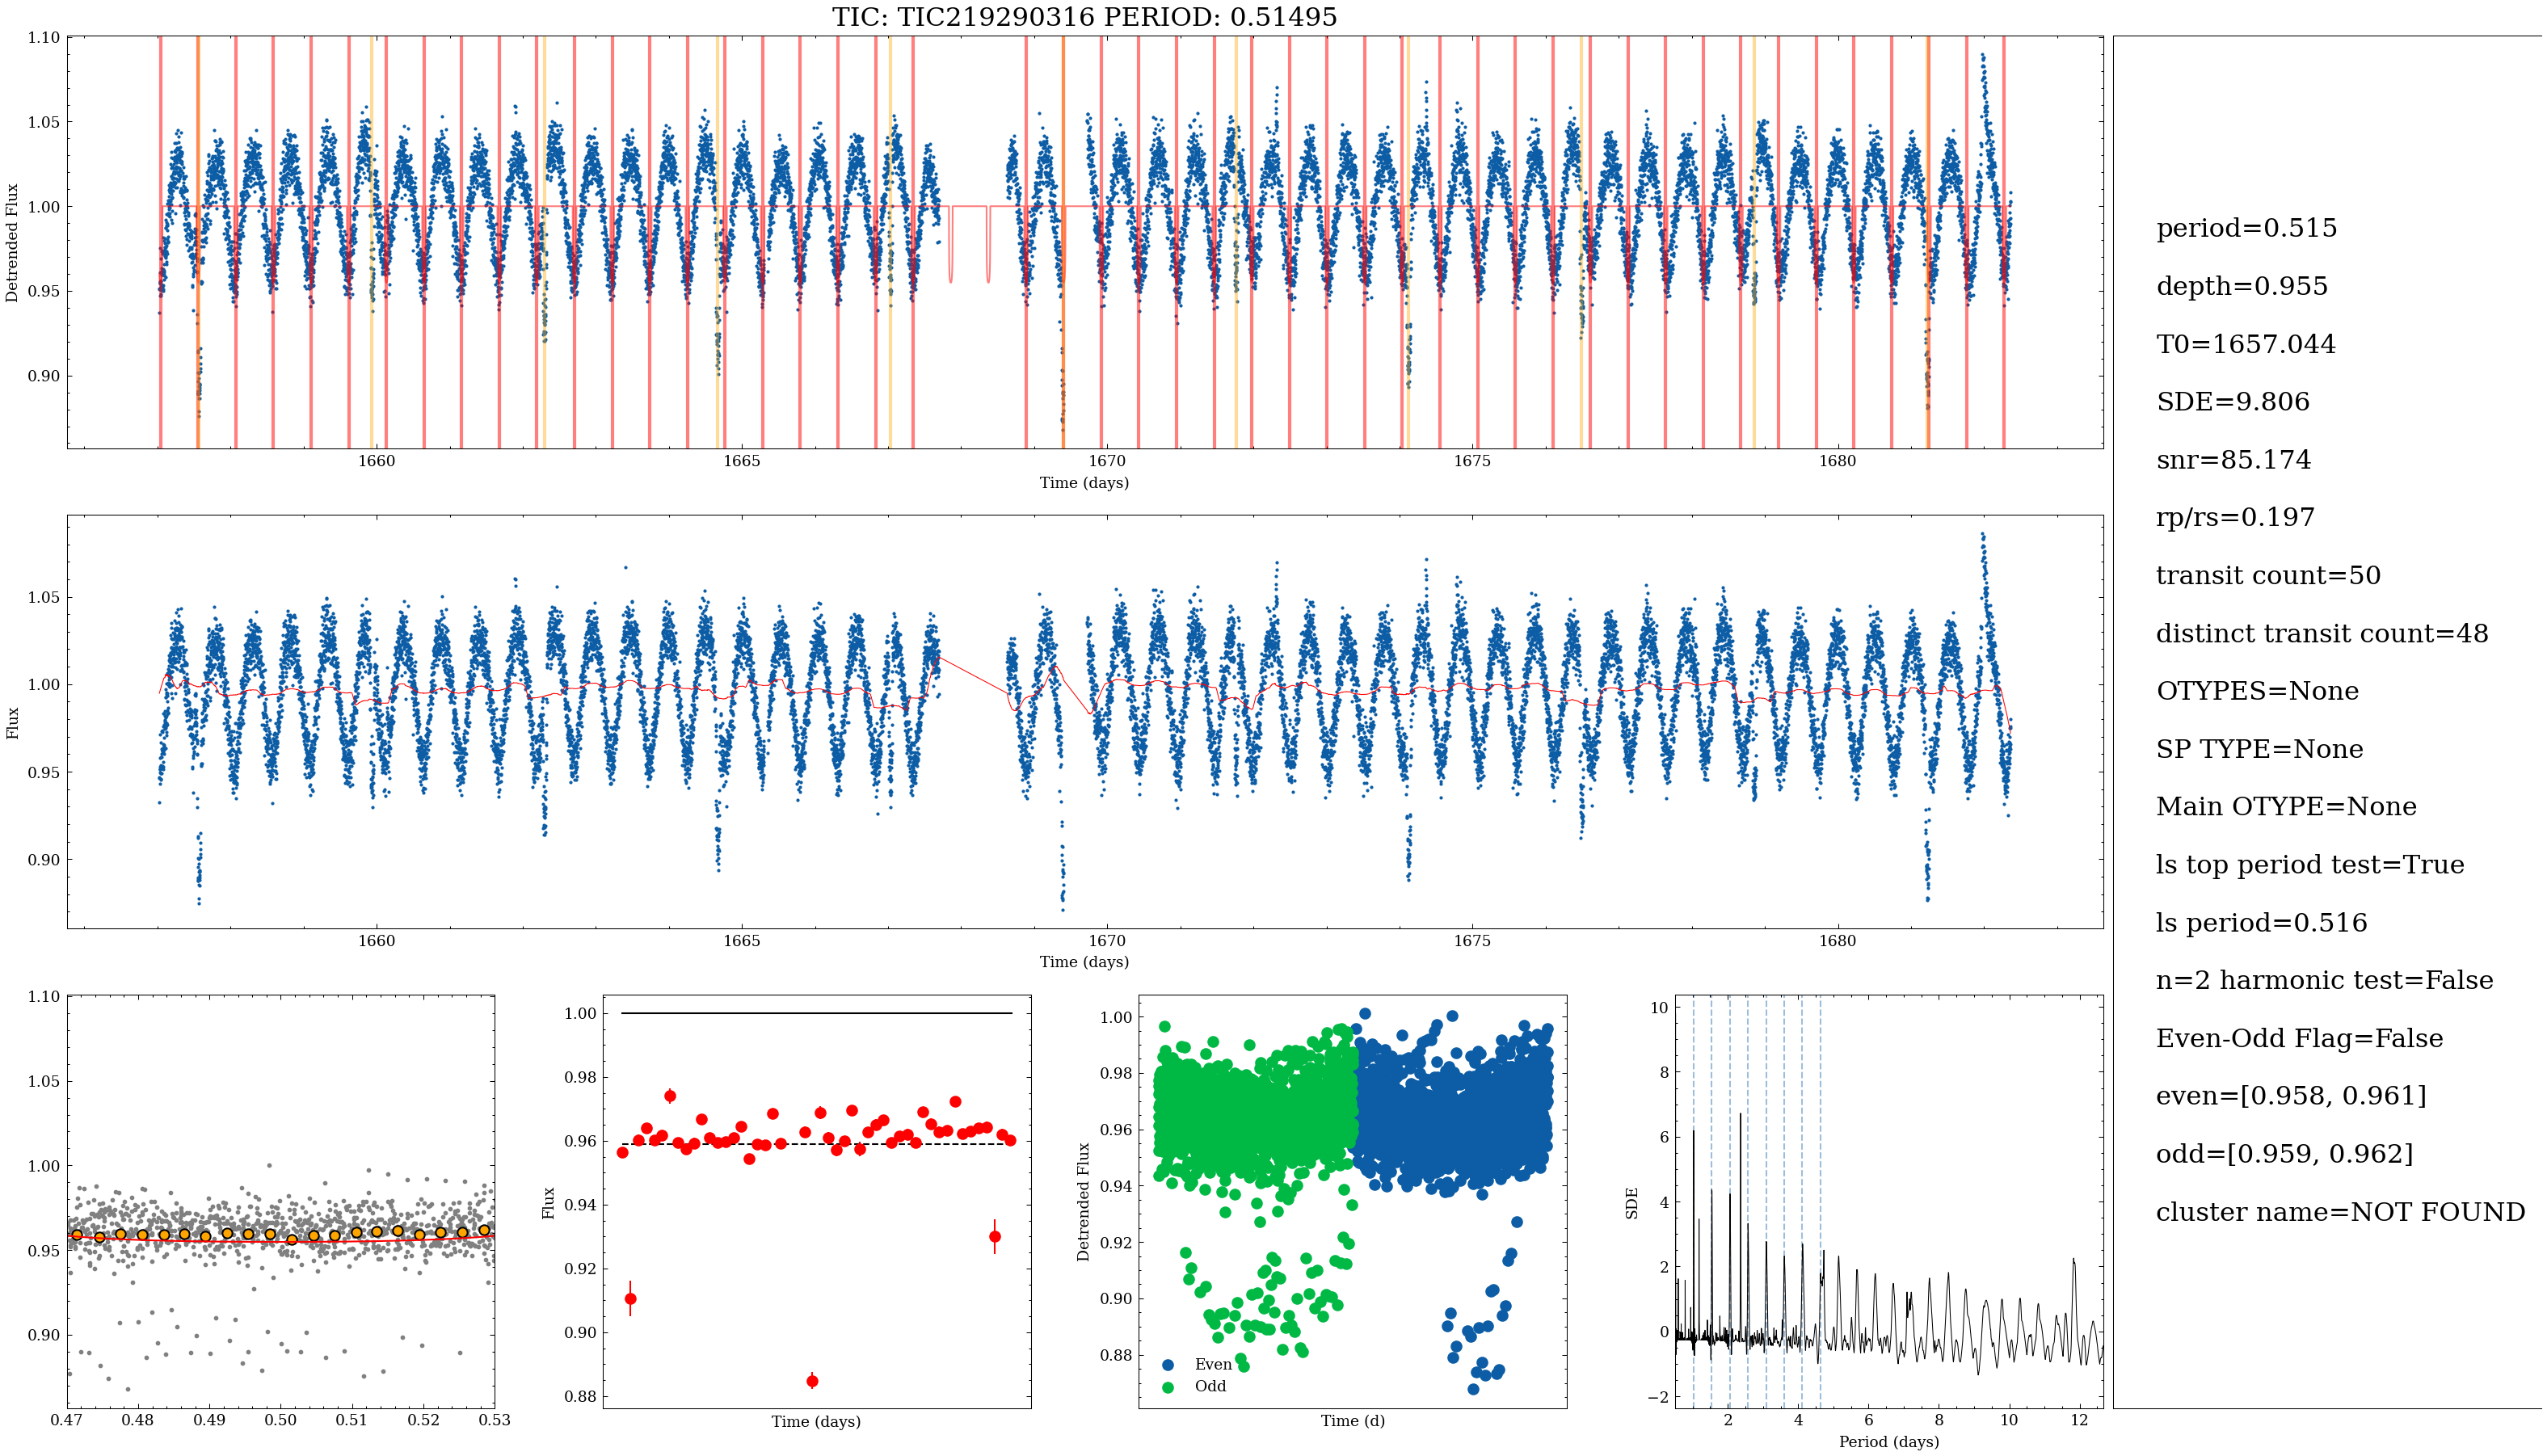 TIC: TIC219290316 PERIOD: 0.51495
1.10
1.05
1.00
0.95
0.90
Detrended Flux
1660
1665
1670
1675
1680
Time (days)
1.05
1.00
0.95
0.90
Flux
1660
1665
1670
1675
1680
Time (days)
1.10
1.05
1.00
0.95
0.90
0.47
0.48
0.49
0.50
0.51
0.52
0.53
1.00
0.98
0.96
0.94
0.92
0.90
0.88
Flux
Time (days)
1.00
0.98
0.96
0.94
0.92
0.90
0.88
Detrended Flux
Even
Odd
Time (d)
10
8
6
4
2
0
−2
SDE
2
4
6
8
10
12
Period (days)
period=0.515
depth=0.955
T0=1657.044
SDE=9.806
snr=85.174
rp/rs=0.197
transit count=50
distinct transit count=48
OTYPES=None
SP TYPE=None
Main OTYPE=None
ls top period test=True
ls period=0.516
n=2 harmonic test=False
Even-Odd Flag=False
even=[0.958, 0.961]
odd=[0.959, 0.962]
cluster name=NOT FOUND